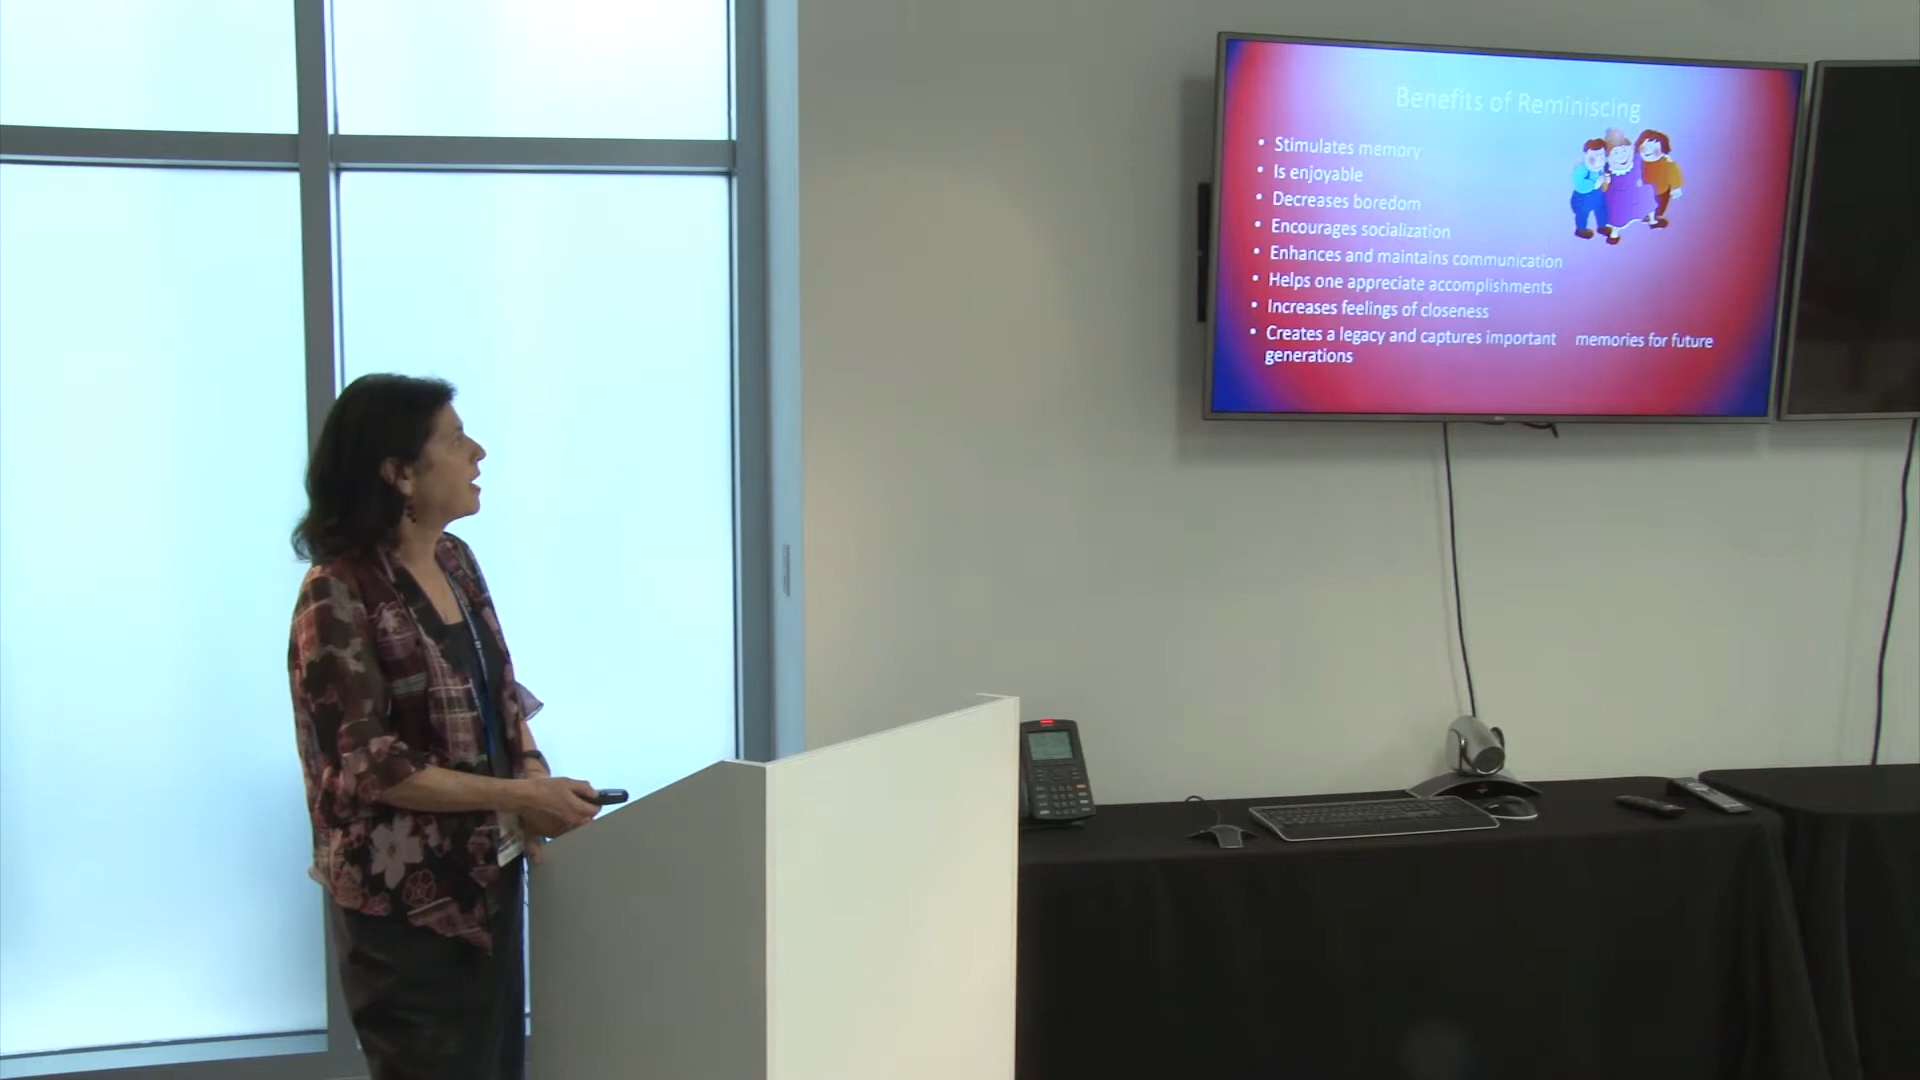 Benefits of Reminiscing
• Stimulates memory
• Is enjoyable
• Decreases boredom
• Encourages socialization
• Enhances and maintains communication
• Helps one appreciate accomplishments
• Increases feelings of closeness
• Creates a legacy and captures important memories for future
generations